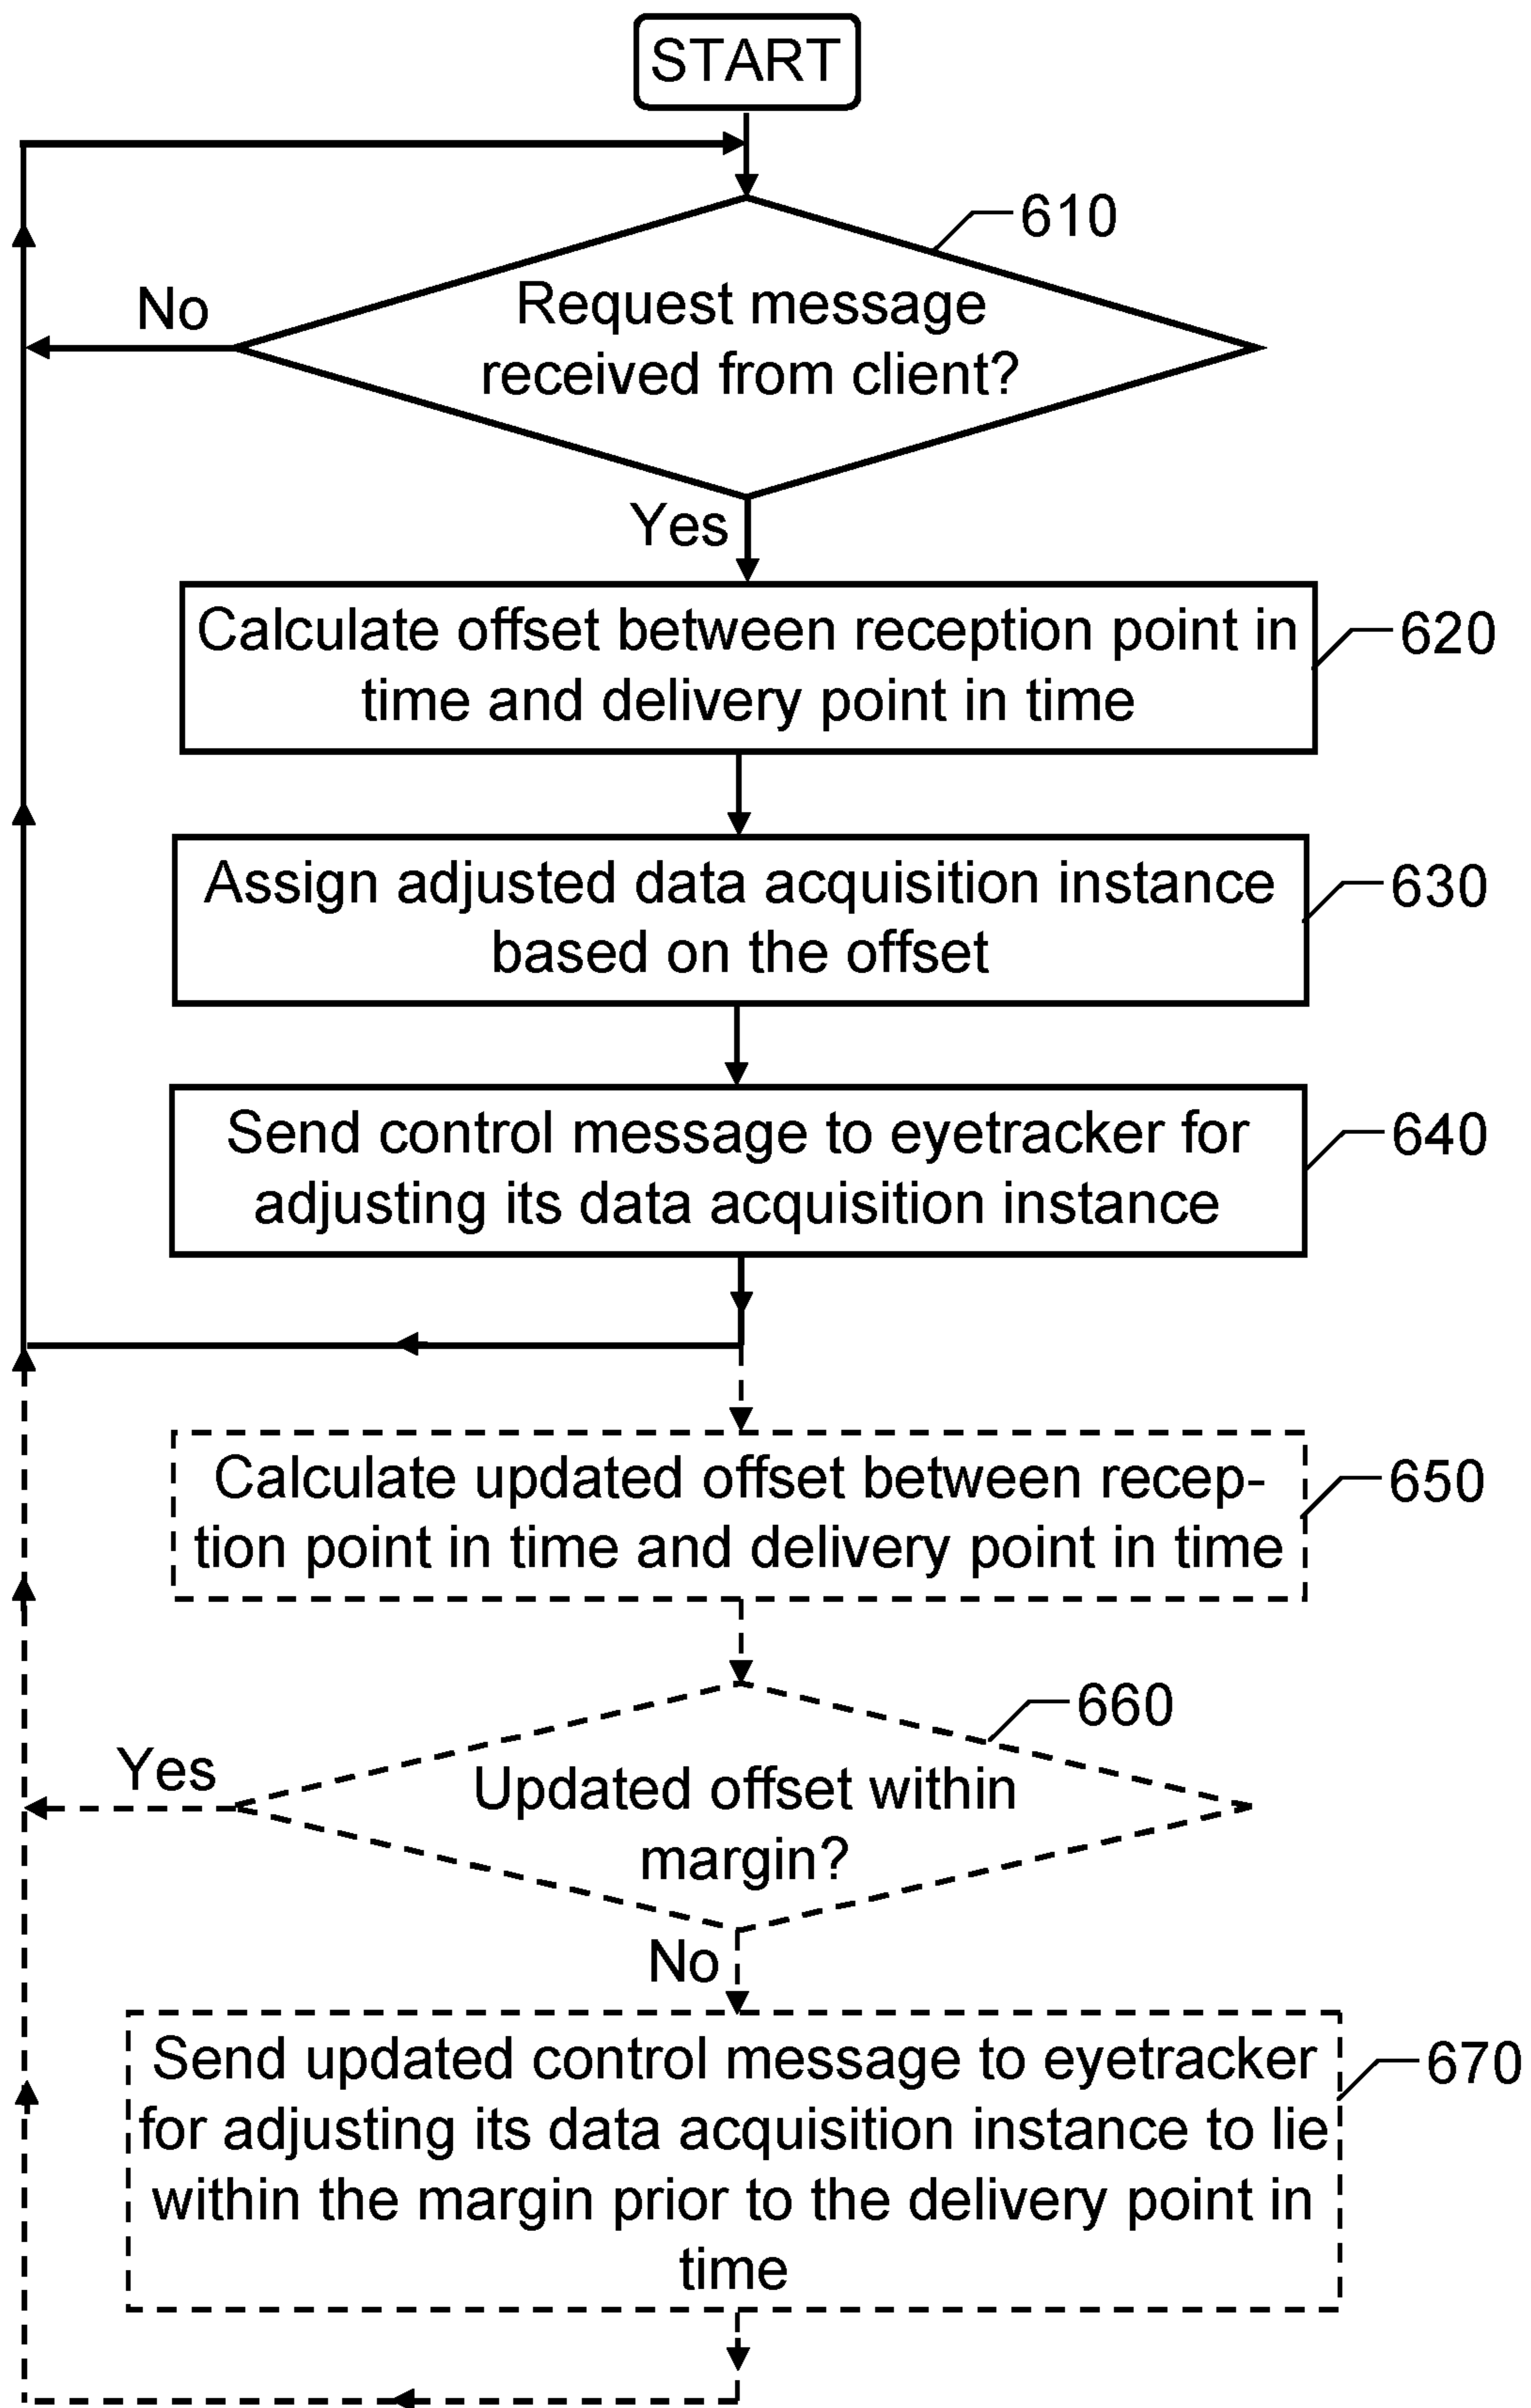 START
610
No
Request message
received from client?
Yes
Calculate offset between reception point in
time and delivery point in time
620
Assign adjusted data acquisition instance
based on the offset
630
Send control message to eyetracker for
adjusting its data acquisition instance
640
Calculate updated offset between recep-
tion point in time and delivery point in time
650
660
Yes
Updated offset within
margin?
No
Send updated control message to eyetracker
for adjusting its data acquisition instance to lie
within the margin prior to the delivery point in
time
670